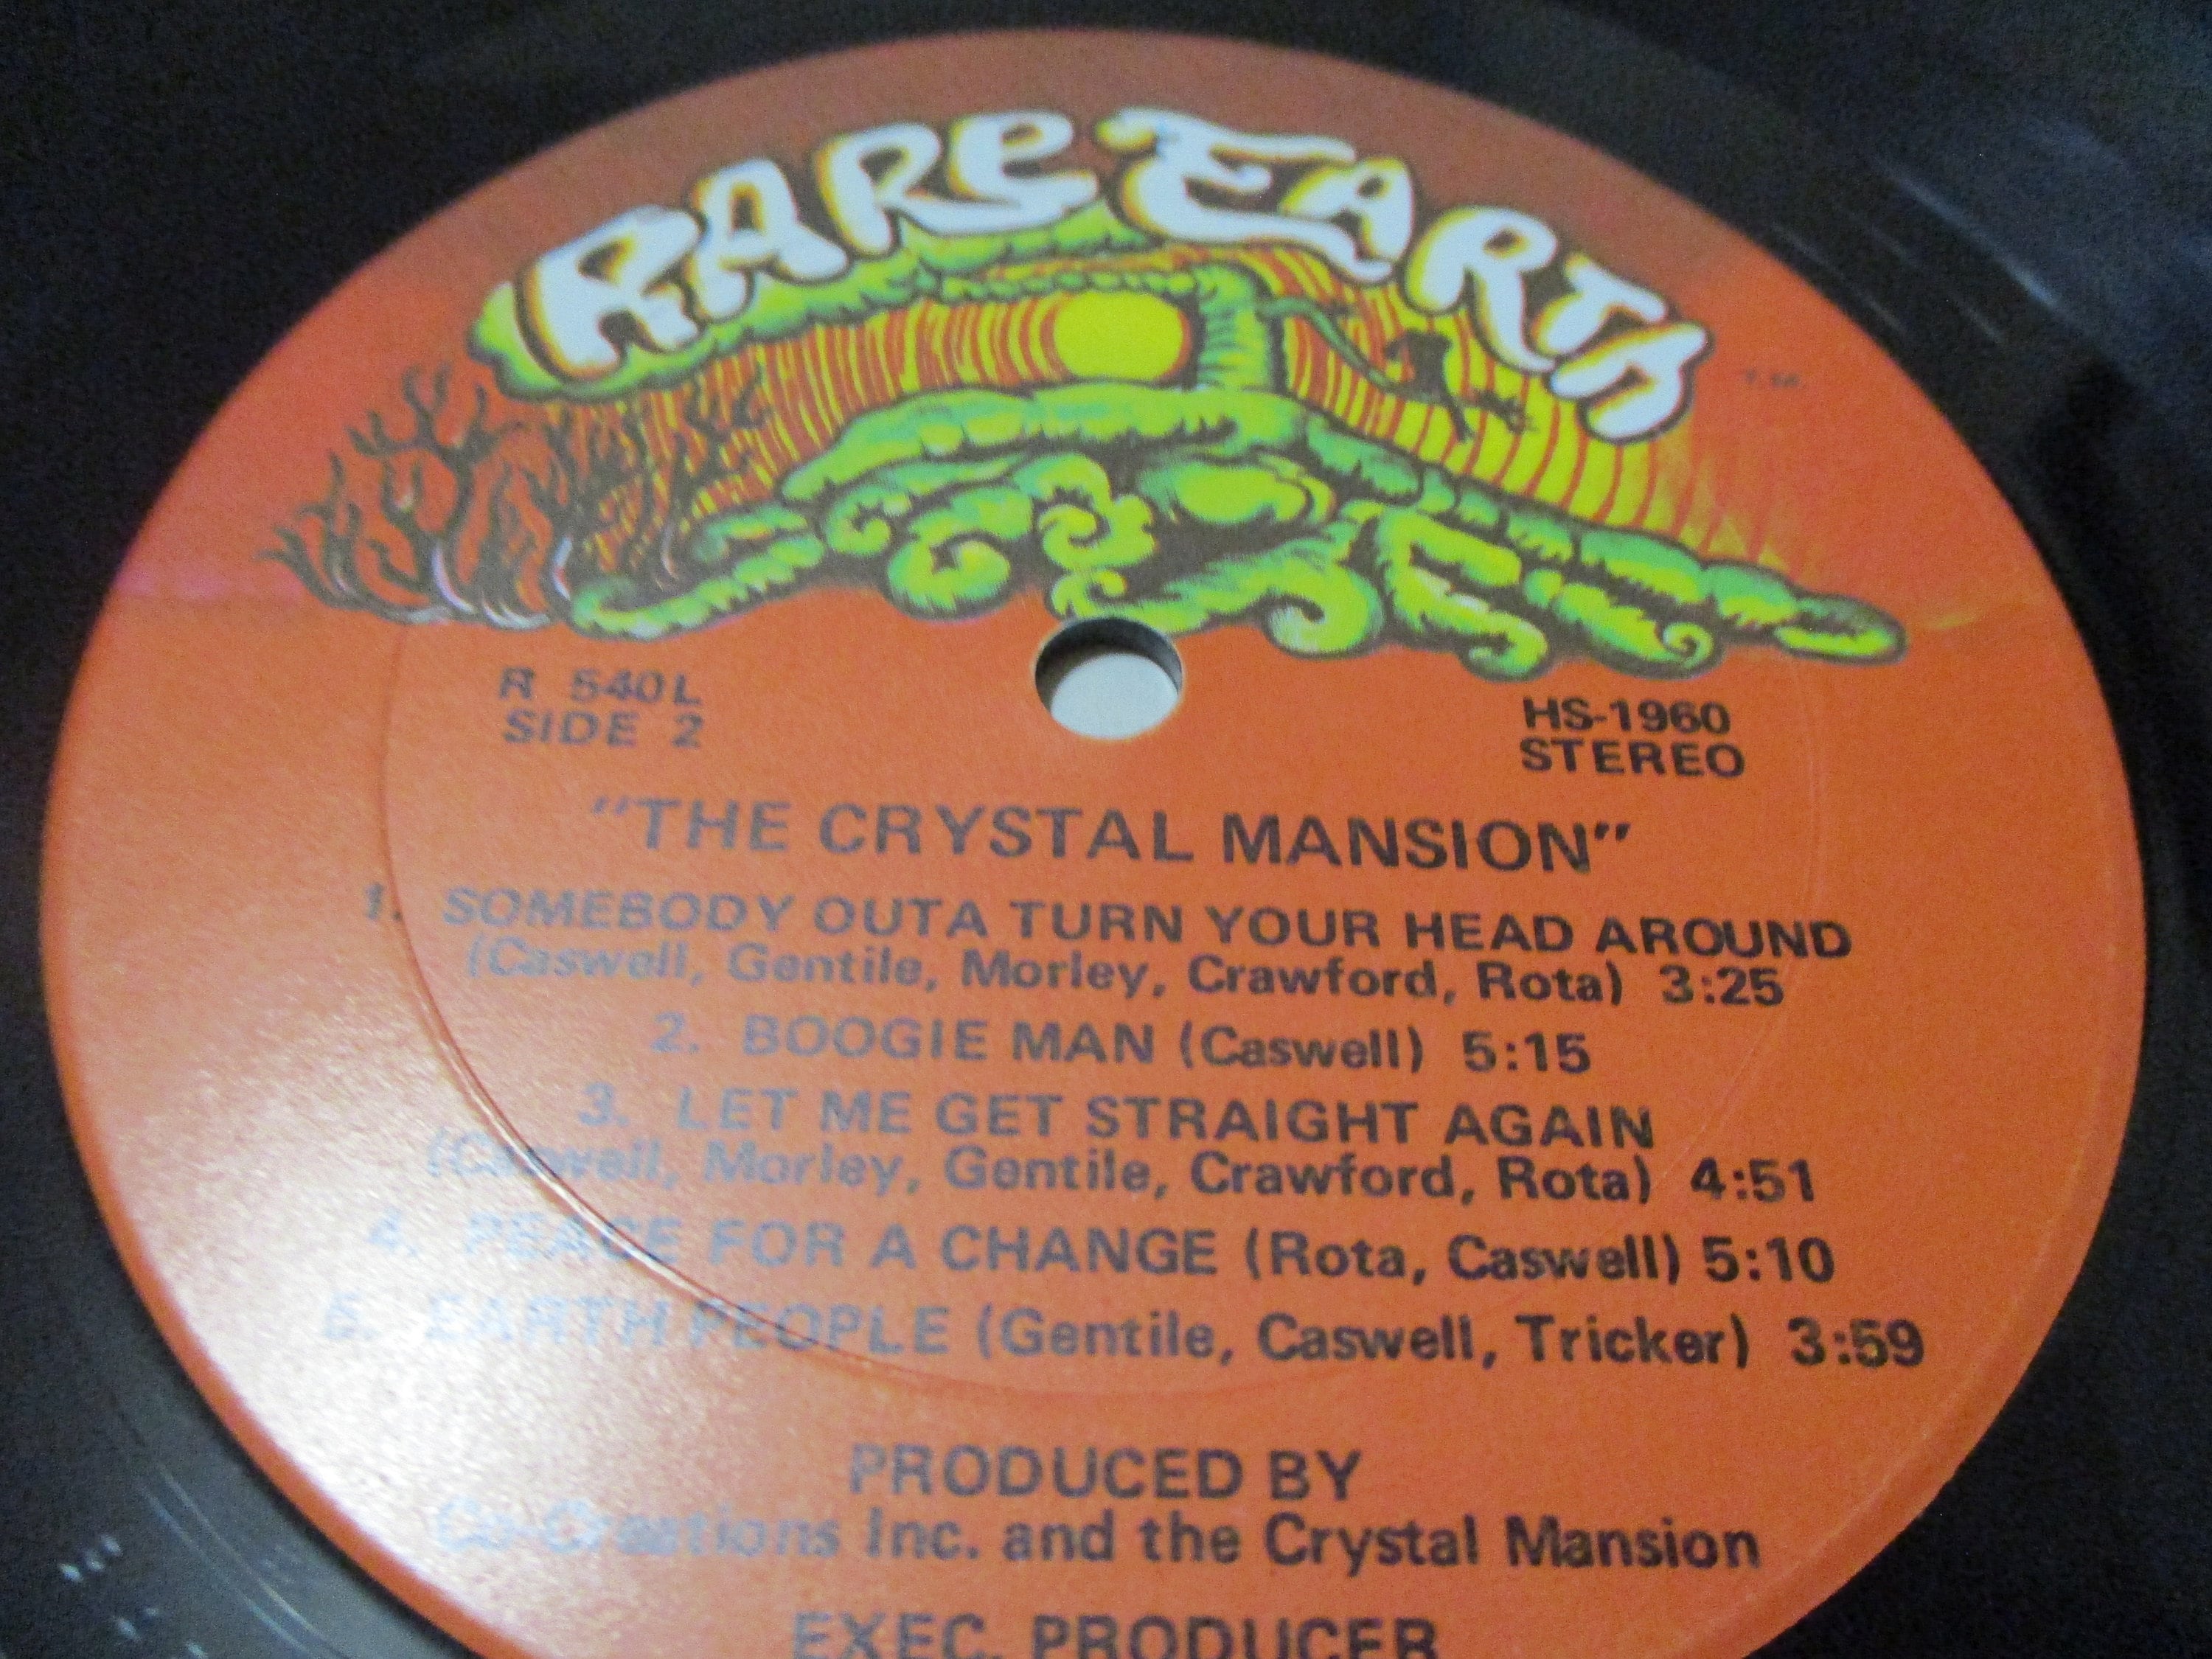 RARE EARTH
T.M.
R 540L
SIDE 2
HS-1960
STEREO
"THE CRYSTAL MANSION"
1. SOMEBODY OUTA TURN YOUR HEAD AROUND
(Caswell, Gentile, Morley, Crawford, Rota) 3:25
2. BOOGIE MAN (Caswell) 5:15
3. LET ME GET STRAIGHT AGAIN
(Caswell, Morley, Gentile, Crawford, Rota) 4:51
4. PEACE FOR A CHANGE (Rota, Caswell) 5:10
5. EARTH PEOPLE (Gentile, Caswell, Tricker) 3:59
PRODUCED BY
Co-Creations Inc. and the Crystal Mansion
EXEC. PRODUCER